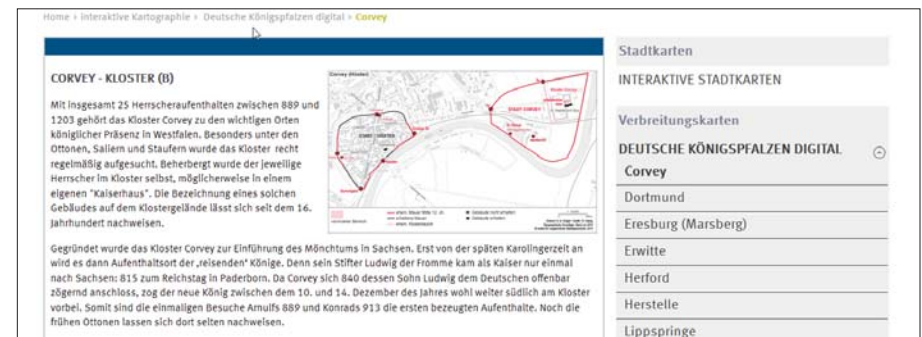 Home › interaktive Kartographie › Deutsche Königspfalzen digital › Corvey
CORVEY - KLOSTER (B)
Mit insgesamt 25 Herrscheraufenthalten zwischen 889 und
1203 gehört das Kloster Corvey zu den wichtigen Orten
königlicher Präsenz in Westfalen. Besonders unter den
Ottonen, Saliern und Staufern wurde das Kloster recht
regelmäßig aufgesucht. Beherbergt wurde der jeweilige
Herrscher im Kloster selbst, möglicherweise in einem
eigenen "Kaiserhaus". Die Bezeichnung eines solchen
Gebäudes auf dem Klostergelände lässt sich seit dem 16.
Jahrhundert nachweisen.
Gegründet wurde das Kloster Corvey zur Einführung des Mönchtums in Sachsen. Erst von der späten Karolingerzeit an
wird es dann Aufenthaltsort der „reisenden‟ Könige. Denn sein Stifter Ludwig der Fromme kam als Kaiser nur einmal
nach Sachsen: 815 zum Reichstag in Paderborn. Da Corvey sich 840 dessen Sohn Ludwig dem Deutschen offenbar
zögernd anschloss, zog der neue König zwischen dem 10. und 14. Dezember des Jahres wohl weiter südlich am Kloster
vorbei. Somit sind die einmaligen Besuche Arnulfs 889 und Konrads 913 die ersten bezeugten Aufenthalte. Noch die
frühen Ottonen lassen sich dort selten nachweisen.
Corvey (Kloster)
STADT CORVEY
Stadtkarten
INTERAKTIVE STADTKARTEN
Verbreitungskarten
DEUTSCHE KÖNIGSPFALZEN DIGITAL
Corvey
Dortmund
Eresburg (Marsberg)
Erwitte
Herford
Herstelle
Lippspringe